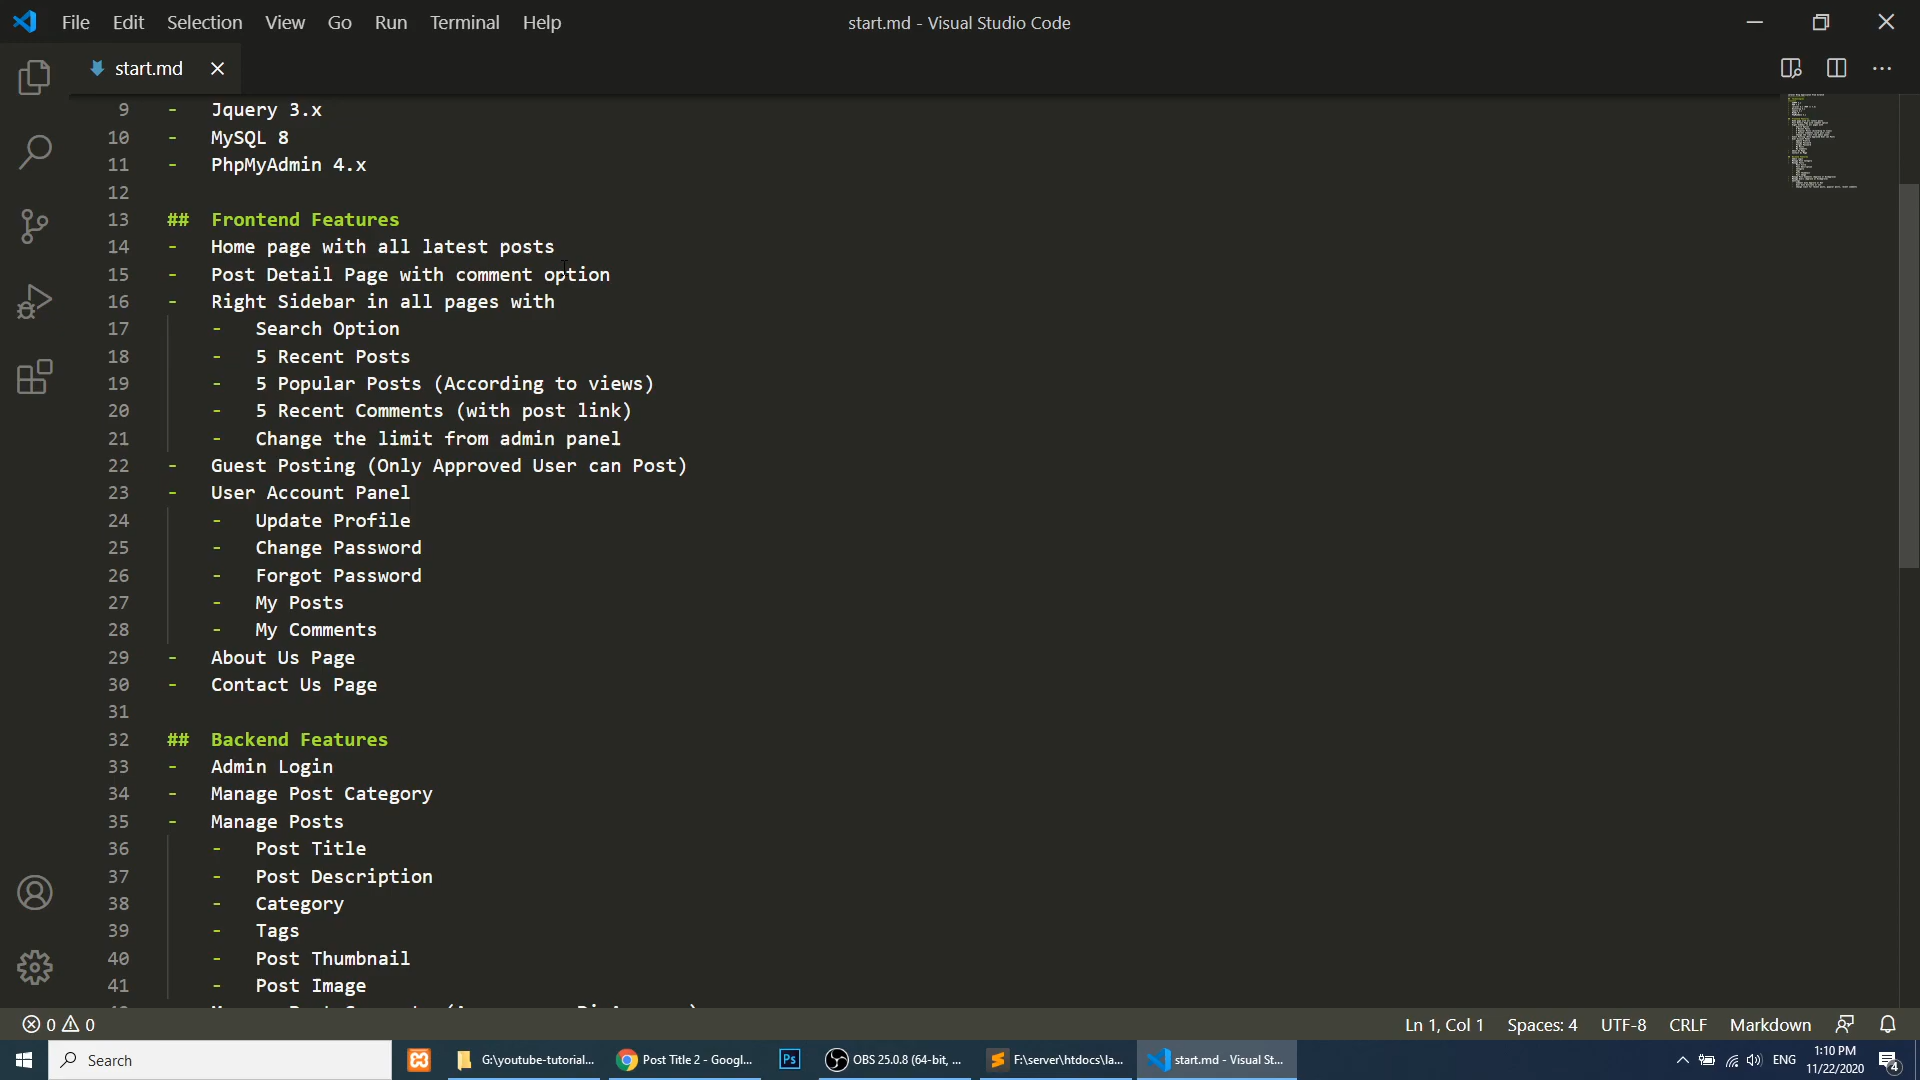 File Edit Selection View Go Run Terminal Help
start.md - Visual Studio Code
start.md
9 - Jquery 3.x
10 - MySQL 8
11 - PhpMyAdmin 4.x
12
13 ## Frontend Features
14 - Home page with all latest posts
15 - Post Detail Page with comment option
16 - Right Sidebar in all pages with
17 - Search Option
18 - 5 Recent Posts
19 - 5 Popular Posts (According to views)
20 - 5 Recent Comments (with post link)
21 - Change the limit from admin panel
22 - Guest Posting (Only Approved User can Post)
23 - User Account Panel
24 - Update Profile
25 - Change Password
26 - Forgot Password
27 - My Posts
28 - My Comments
29 - About Us Page
30 - Contact Us Page
31
32 ## Backend Features
33 - Admin Login
34 - Manage Post Category
35 - Manage Posts
36 - Post Title
37 - Post Description
38 - Category
39 - Tags
40 - Post Thumbnail
41 - Post Image
0 0
Ln 1, Col 1 Spaces: 4 UTF-8 CRLF Markdown
Search
Ps
G:\youtube-tutorial...
Post Title 2 - Googl...
OBS 25.0.8 (64-bit, ...
F:\server\htdocs\la...
start.md - Visual St...
ENG
1:10 PM
11/22/2020
4